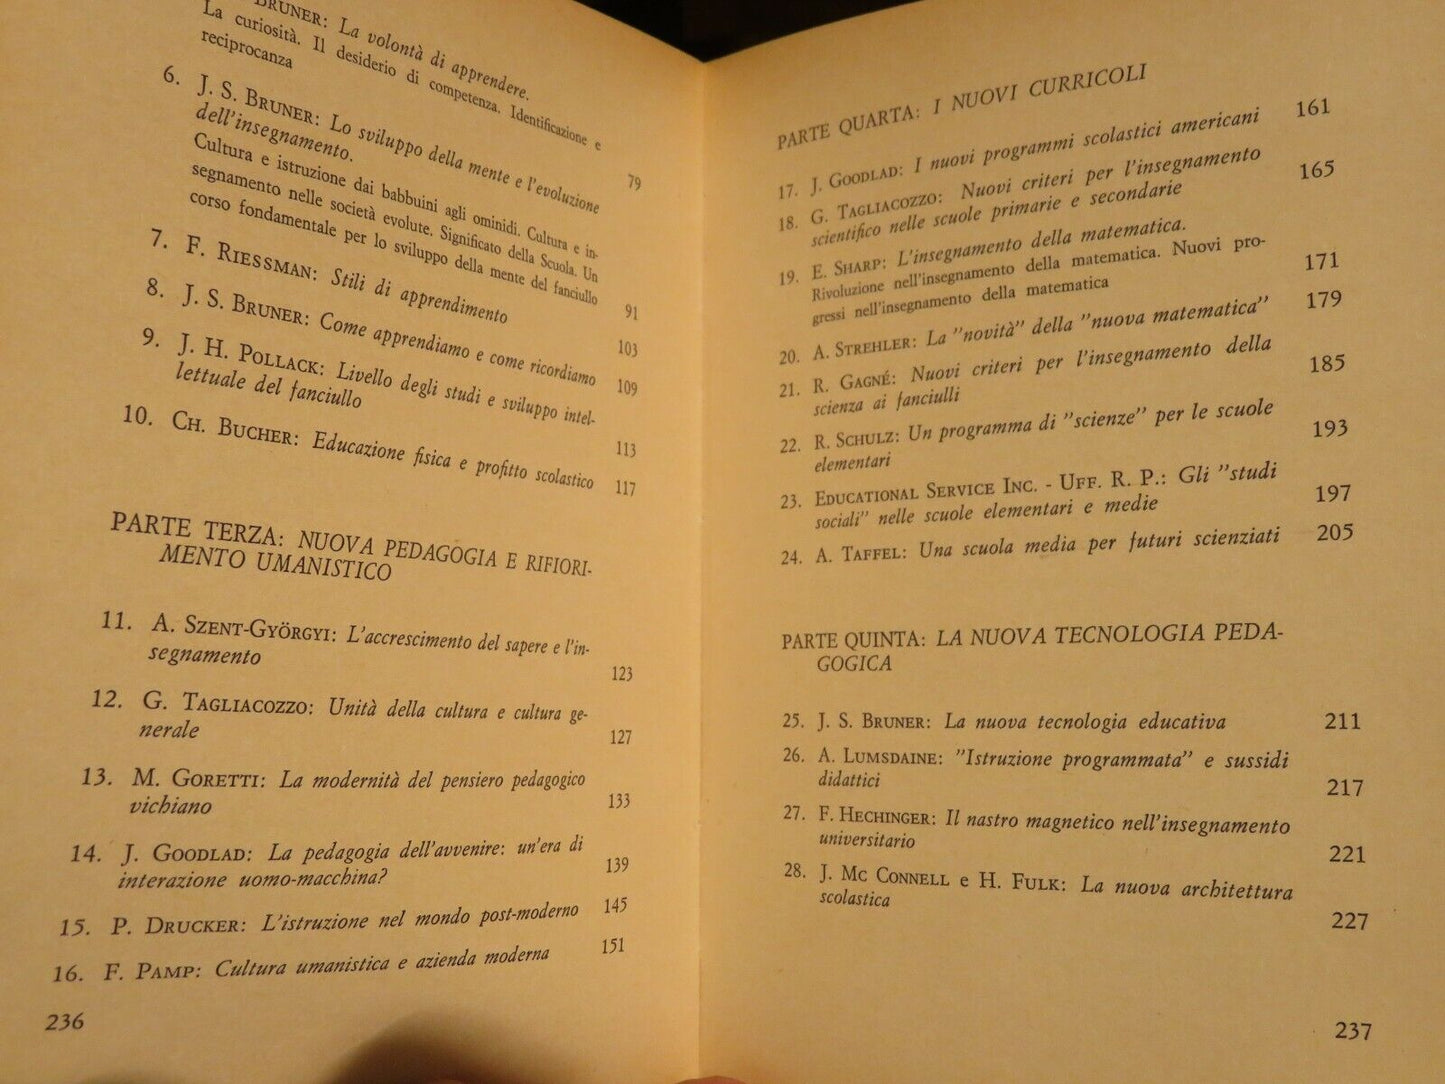 BRUNER: La volontà di apprendere.
La curiosità. Il desiderio di competenza. Identificazione e
reciprocanza
79
6. J. S. BRUNER: Lo sviluppo della mente e l'evoluzione
dell'insegnamento.
Cultura e istruzione dai babbuini agli ominidi. Cultura e in-
segnamento nelle società evolute. Significato della Scuola. Un
corso fondamentale per lo sviluppo della mente del fanciullo
91
7. F. RIESSMAN: Stili di apprendimento
103
8. J. S. BRUNER: Come apprendiamo e come ricordiamo
109
9. J. H. POLLACK: Livello degli studi e sviluppo intel-
lettuale del fanciullo
113
10. CH. BUCHER: Educazione fisica e profitto scolastico
117
PARTE TERZA: NUOVA PEDAGOGIA E RIFIORI-
MENTO UMANISTICO
11. A. SZENT-GYÖRGYI: L'accrescimento del sapere e l'in-
segnamento
123
12. G. TAGLIACOZZO: Unità della cultura e cultura ge-
nerale
127
13. M. GORETTI: La modernità del pensiero pedagogico
vichiano
133
14. J. GOODLAD: La pedagogia dell'avvenire: un'era di
interazione uomo-macchina?
139
15. P. DRUCKER: L'istruzione nel mondo post-moderno
145
16. F. PAMP: Cultura umanistica e azienda moderna
151
236
PARTE QUARTA: I NUOVI CURRICOLI
17. J. GOODLAD: I nuovi programmi scolastici americani
161
18. G. TAGLIACOZZO: Nuovi criteri per l'insegnamento
scientifico nelle scuole primarie e secondarie
165
19. E. SHARP: L'insegnamento della matematica.
Rivoluzione nell'insegnamento della matematica. Nuovi pro-
gressi nell'insegnamento della matematica
171
20. A. STREHLER: La "novità" della "nuova matematica"
179
21. R. GAGNÉ: Nuovi criteri per l'insegnamento della
scienza ai fanciulli
185
22. R. SCHULZ: Un programma di "scienze" per le scuole
elementari
193
23. EDUCATIONAL SERVICE INC. - UFF. R. P.: Gli "studi
sociali" nelle scuole elementari e medie
197
24. A. TAFFEL: Una scuola media per futuri scienziati
205
PARTE QUINTA: LA NUOVA TECNOLOGIA PEDA-
GOGICA
25. J. S. BRUNER: La nuova tecnologia educativa
211
26. A. LUMSDAINE: "Istruzione programmata" e sussidi
didattici
217
27. F. HECHINGER: Il nastro magnetico nell'insegnamento
universitario
221
28. J. MC CONNELL e H. FULK: La nuova architettura
scolastica
227
237